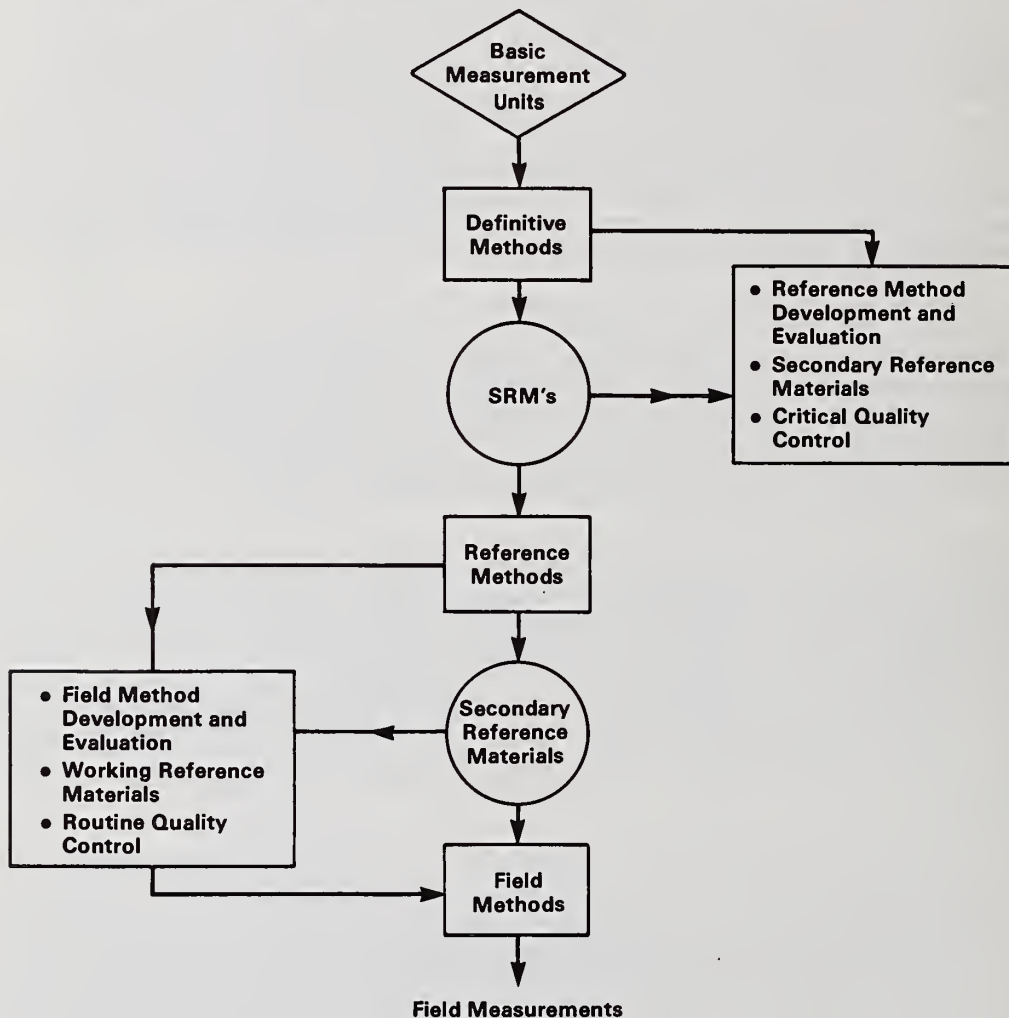 Basic
Measurement
Units
Definitive
Methods
• Reference Method
Development and
Evaluation
• Secondary Reference
Materials
• Critical Quality
Control
SRM's
Reference
Methods
• Field Method
Development and
Evaluation
• Working Reference
Materials
• Routine Quality
Control
Secondary
Reference
Materials
Field
Methods
Field Measurements